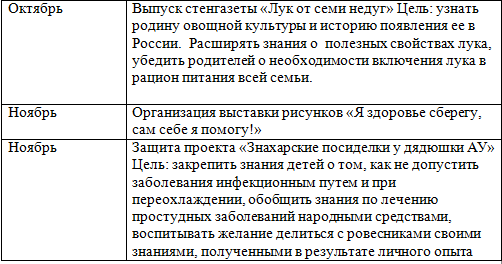 Октябрь
Выпуск стенгазеты «Лук от семи недуг» Цель: узнать
родину овощной культуры и историю появления ее в
России.  Расширять знания о  полезных свойствах лука,
убедить родителей о необходимости включения лука в
рацион питания всей семьи.
Ноябрь
Организация выставки рисунков «Я здоровье сберегу,
сам себе я помогу!»
Ноябрь
Защита проекта «Знахарские посиделки у дядюшки АУ»
Цель: закрепить знания детей о том, как не допустить
заболевания инфекционным путем и при
переохлаждении, обобщить знания по лечению
простудных заболеваний народными средствами,
воспитывать желание делиться с ровесниками своими
знаниями, полученными в результате личного опыта